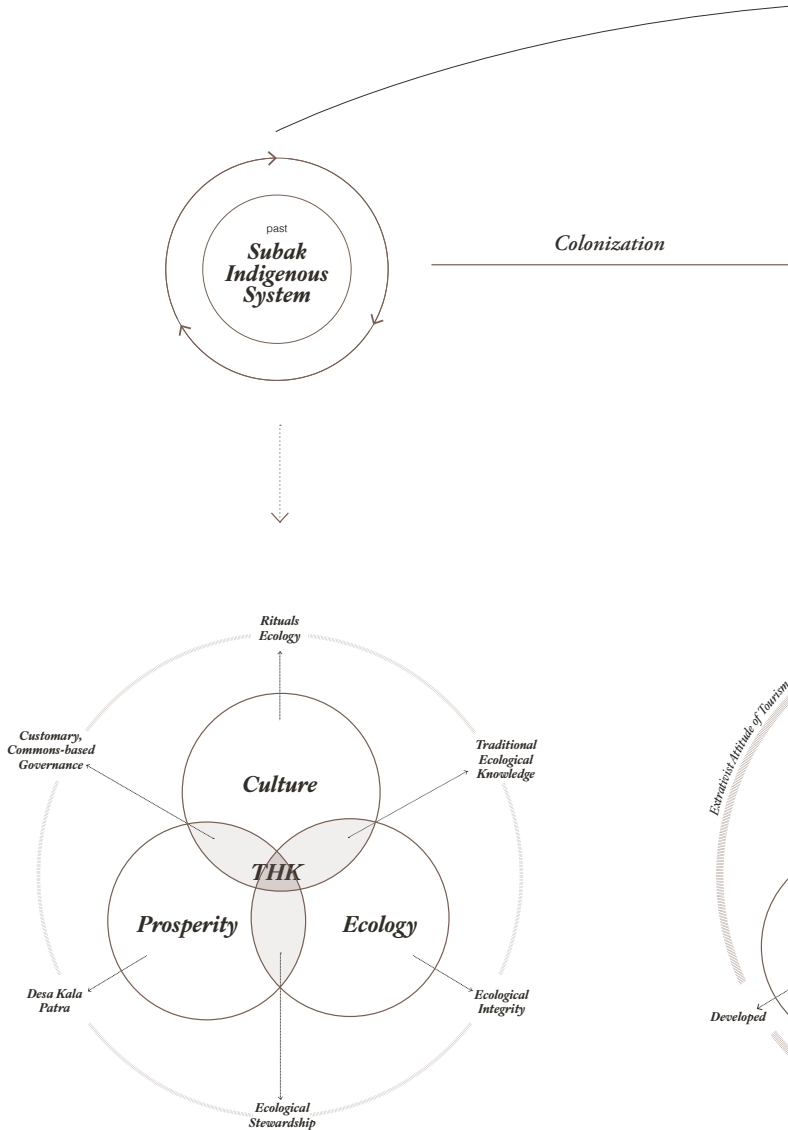 past
Subak
Indigenous
System
Colonization
Rituals
Ecology
Customary,
Commons-based
Governance
Traditional
Ecological
Knowledge
Culture
THK
Prosperity
Ecology
Desa Kala
Patra
Ecological
Integrity
Ecological
Stewardship
Extrativist Attitude of Tourism
Developed